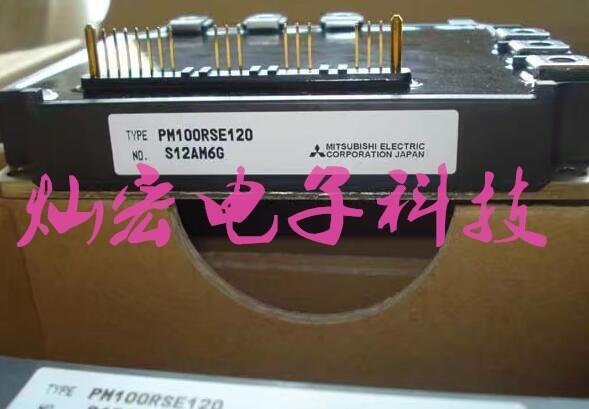 TYPE PM100RSE120
NO. S12AM6G
MITSUBISHI ELECTRIC
CORPORATION JAPAN
灿宏电子科技
TYPE PM100RSE120